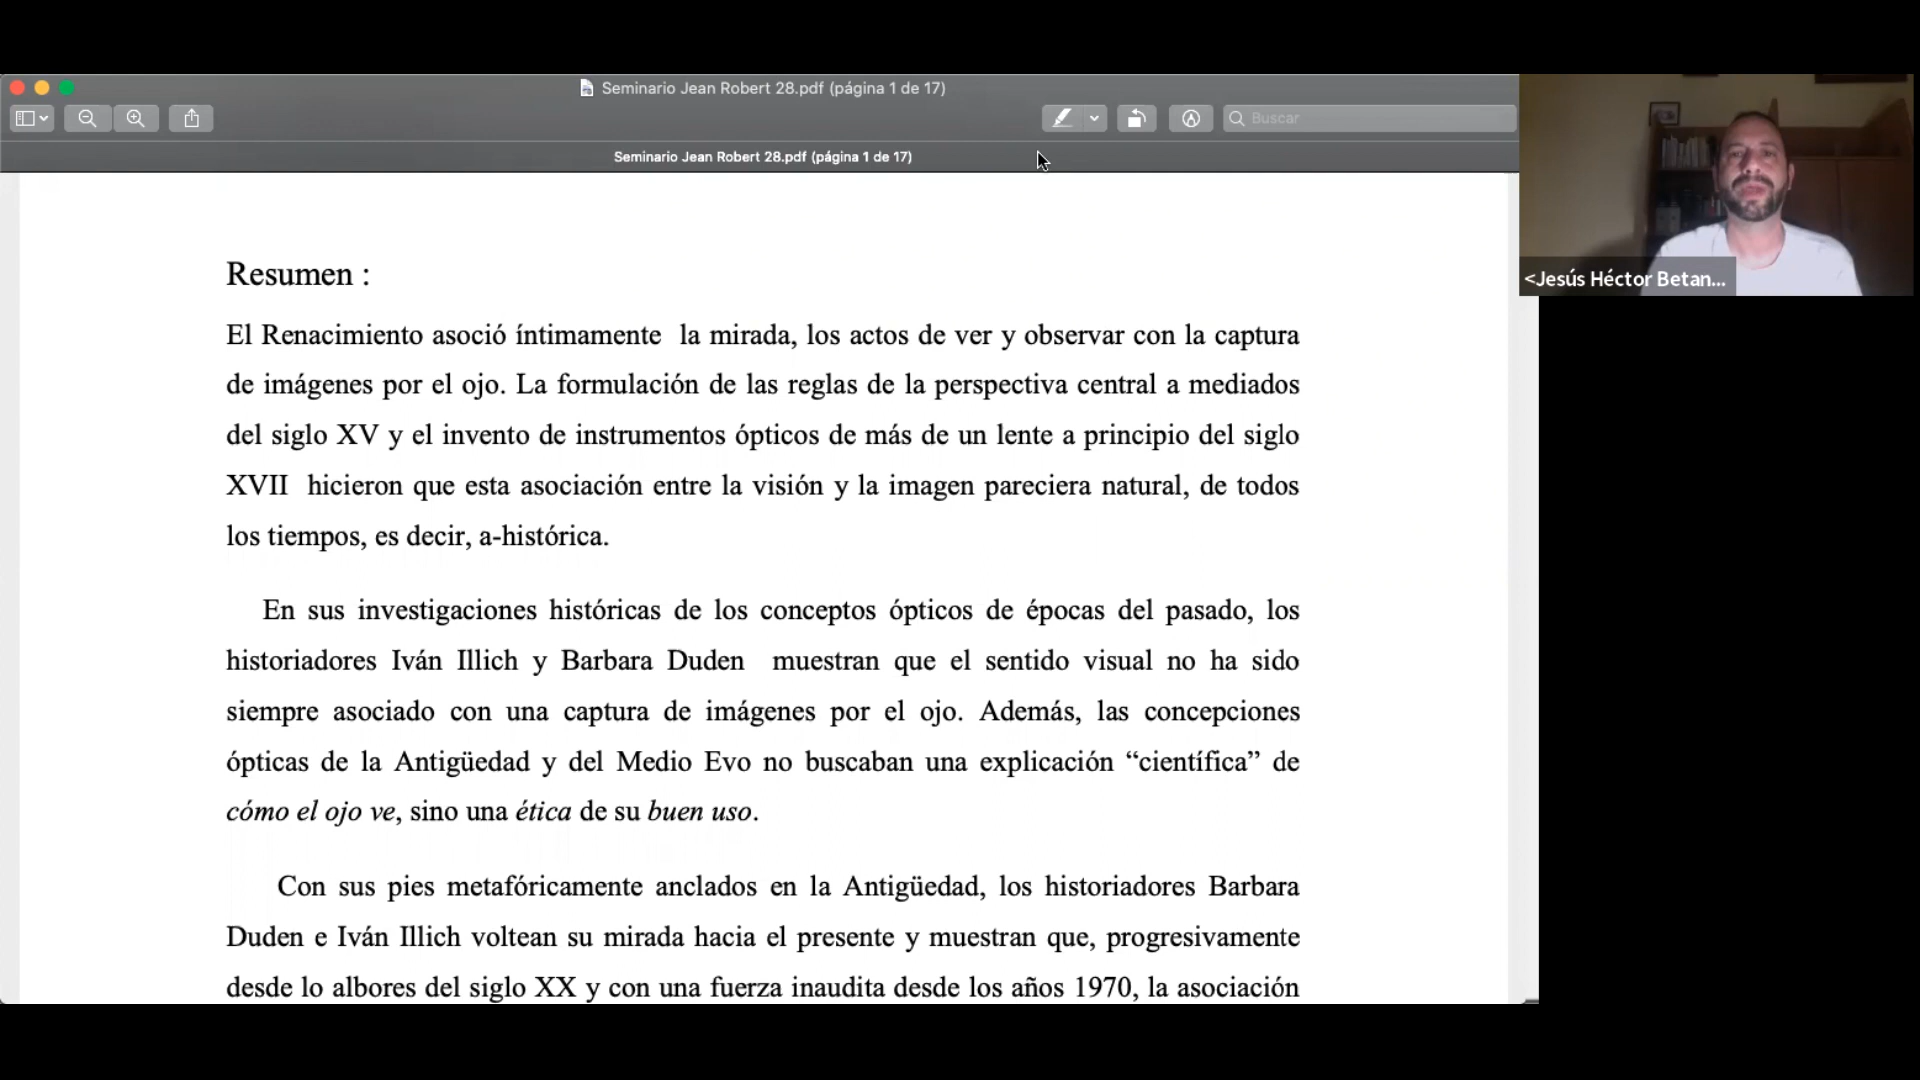 Seminario Jean Robert 28.pdf (página 1 de 17)
Buscar
Seminario Jean Robert 28.pdf (página 1 de 17)
<Jesús Héctor Betan...
Resumen :
El Renacimiento asoció íntimamente la mirada, los actos de ver y observar con la captura
de imágenes por el ojo. La formulación de las reglas de la perspectiva central a mediados
del siglo XV y el invento de instrumentos ópticos de más de un lente a principio del siglo
XVII hicieron que esta asociación entre la visión y la imagen pareciera natural, de todos
los tiempos, es decir, a-histórica.
En sus investigaciones históricas de los conceptos ópticos de épocas del pasado, los
historiadores Iván Illich y Barbara Duden muestran que el sentido visual no ha sido
siempre asociado con una captura de imágenes por el ojo. Además, las concepciones
ópticas de la Antigüedad y del Medio Evo no buscaban una explicación “científica” de
cómo el ojo ve, sino una ética de su buen uso.
Con sus pies metafóricamente anclados en la Antigüedad, los historiadores Barbara
Duden e Iván Illich voltean su mirada hacia el presente y muestran que, progresivamente
desde lo albores del siglo XX y con una fuerza inaudita desde los años 1970, la asociación